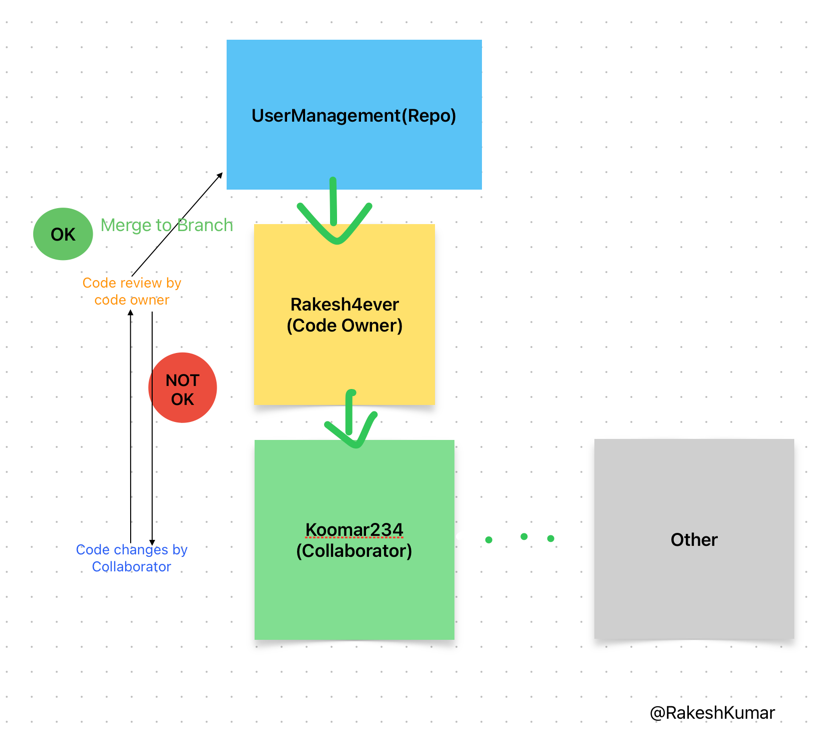 UserManagement(Repo)
OK
Merge to Branch
Code review by
code owner
Rakesh4ever
(Code Owner)
NOT
OK
Koomar234
(Collaborator)
Other
Code changes by
Collaborator
@RakeshKumar